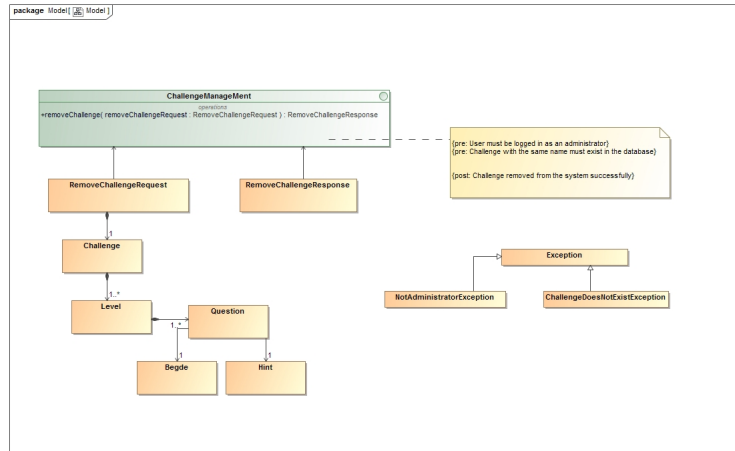 package Model[ Model ]
ChallengeManageMent
operations
+removeChallenge( removeChallengeRequest : RemoveChallengeRequest ) : RemoveChallengeResponse
{pre: User must be logged in as an administrator}
{pre: Challenge with the same name must exist in the database}
{post: Challenge removed from the system successfully}
RemoveChallengeRequest
RemoveChallengeResponse
1
Challenge
Exception
1..*
NotAdministratorException
ChallengeDoesNotExistException
Level
Question
1..*
1
1
Begde
Hint